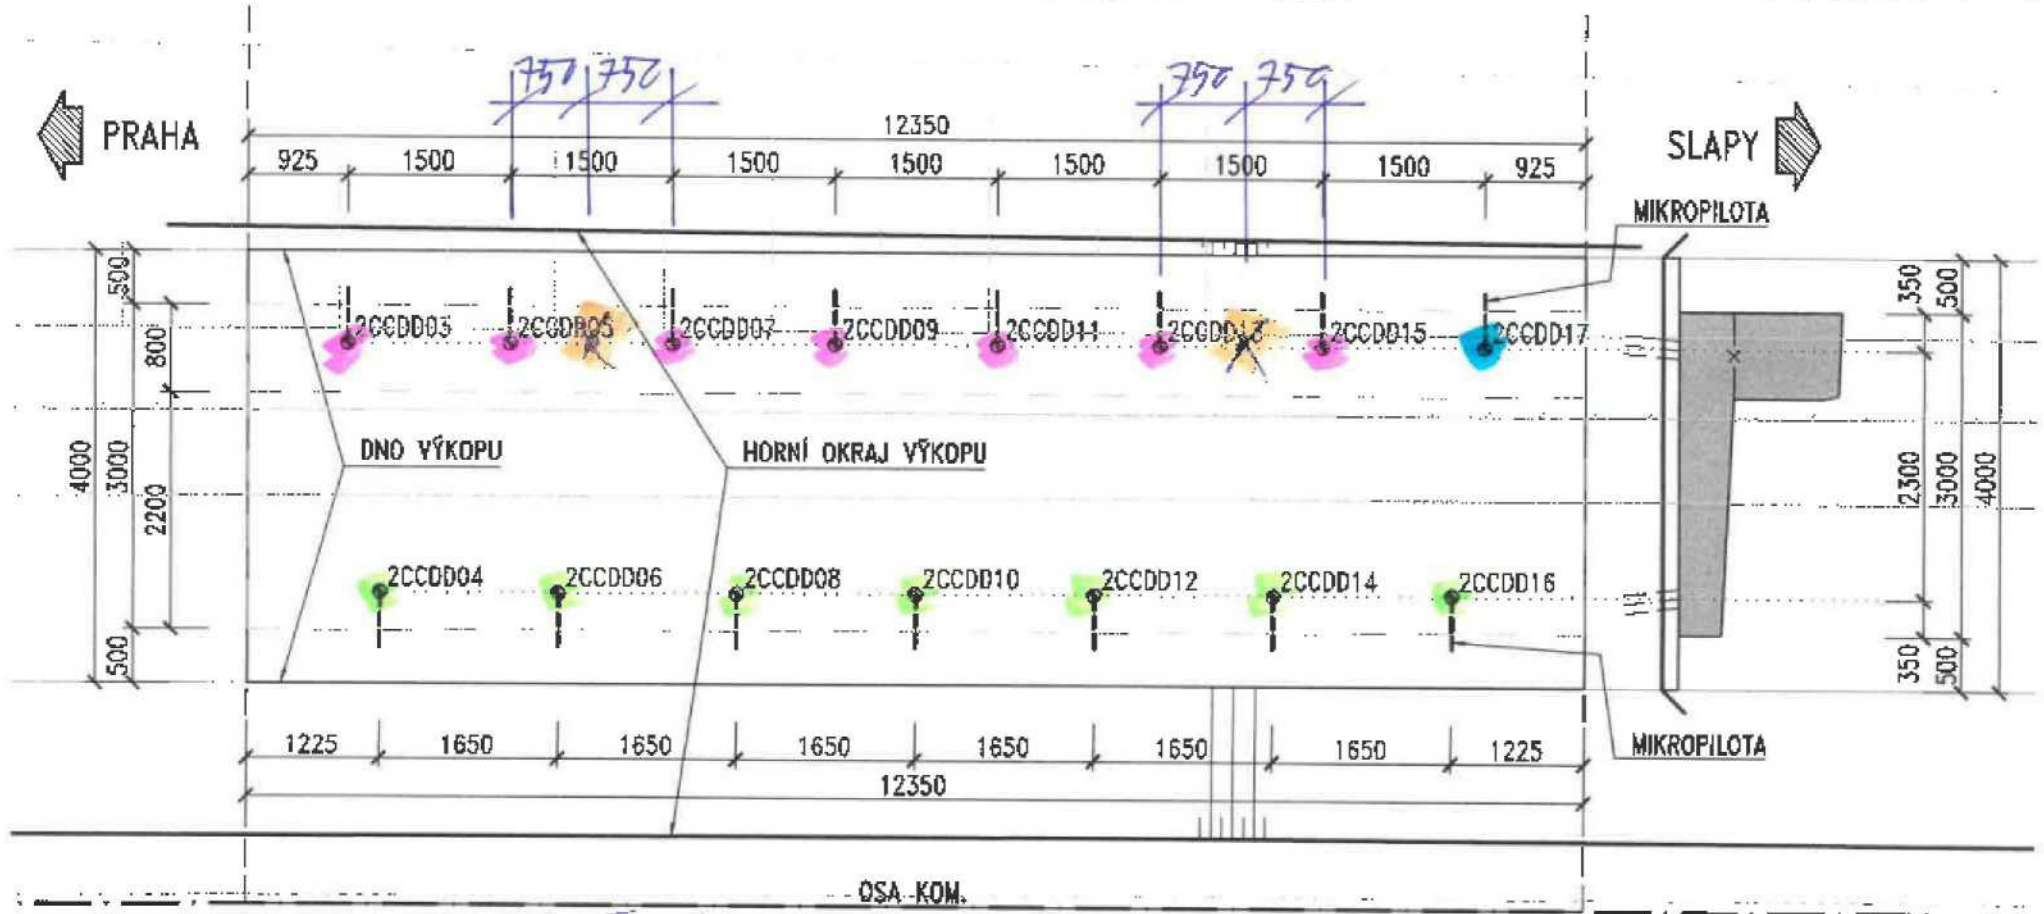 750 750
750 750
PRAHA
12350
SLAPY
925 1500 1500 1500 1500 1500 1500 1500 925
MIKROPILOTA
500
350
500
2CCDD03 2CCDD05 2CCDD07 2CCDD09 2CCDD11 2CCDD13 2CCDD15 2CCDD17
800
DNO VÝKOPU
HORNÍ OKRAJ VÝKOPU
4000
3000
2200
2300
3000
4000
2CCDD04 2CCDD06 2CCDD08 2CCDD10 2CCDD12 2CCDD14 2CCDD16
500
350
500
1225 1650 1650 1650 1650 1650 1650 1225
MIKROPILOTA
12350
OSA KOM.